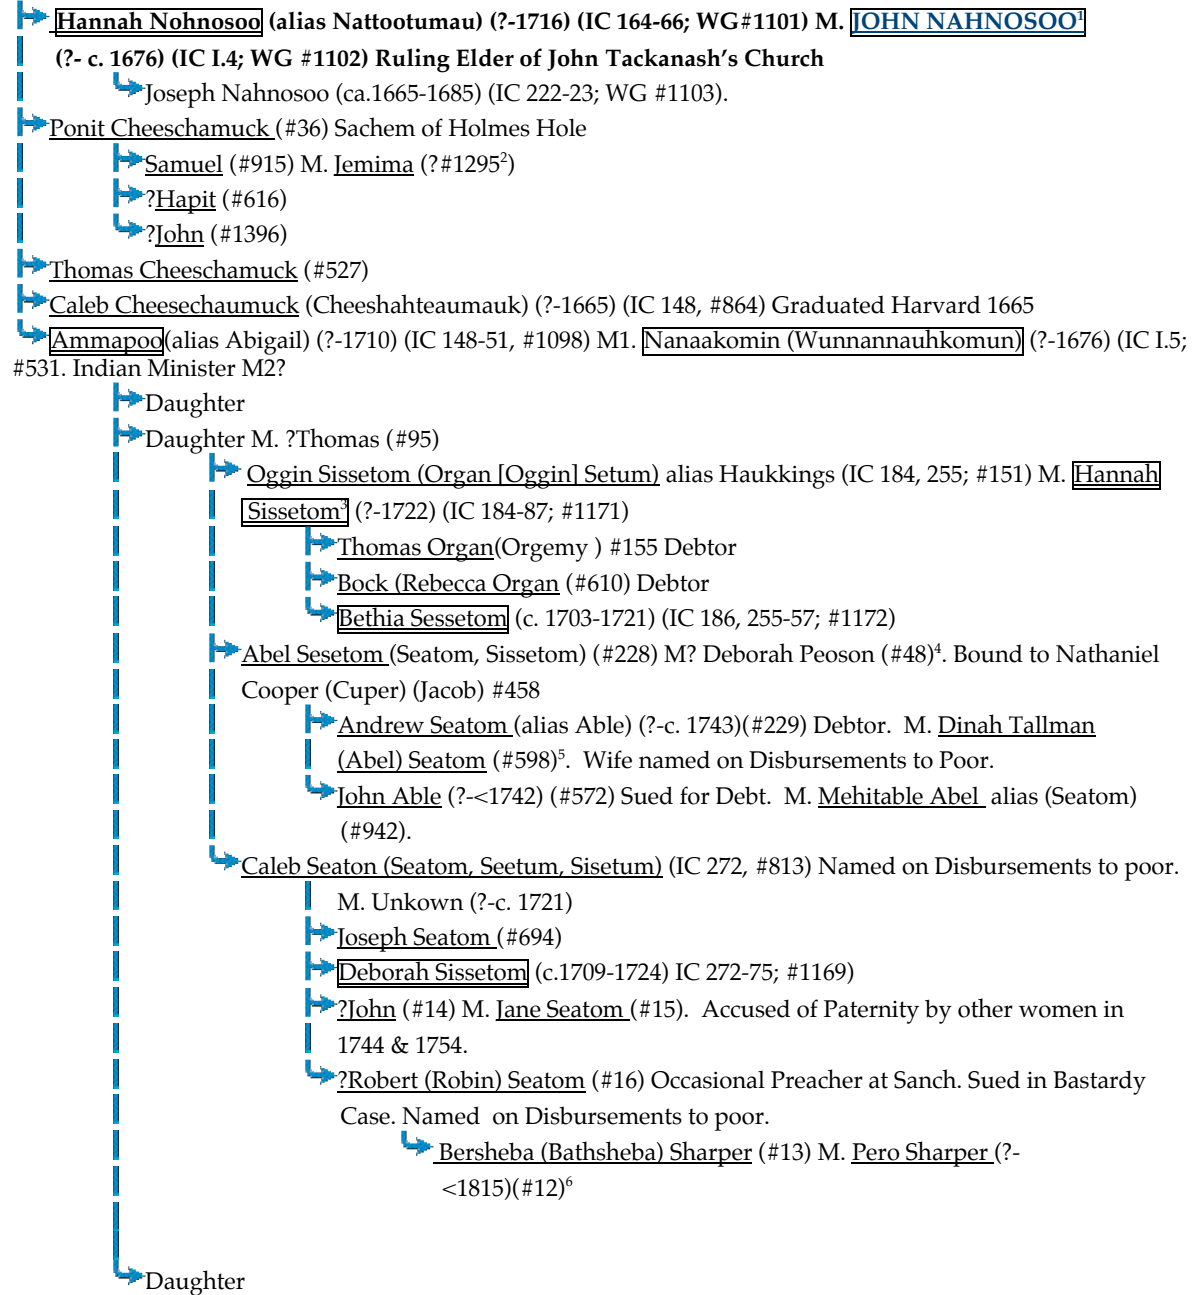 Hannah Nohnosoo (alias Nattootumau) (?-1716) (IC 164-66; WG#1101) M. JOHN NAHNOSOO1
(?- c. 1676) (IC I.4; WG #1102) Ruling Elder of John Tackanash’s Church
Joseph Nahnosoo (ca.1665-1685) (IC 222-23; WG #1103).
Ponit Cheeschamuck (#36) Sachem of Holmes Hole
Samuel (#915) M. Jemima (?#12952)
?Hapit (#616)
?John (#1396)
Thomas Cheeschamuck (#527)
Caleb Cheesechaumuck (Cheeshahteaumauk) (?-1665) (IC 148, #864) Graduated Harvard 1665
Ammapoo(alias Abigail) (?-1710) (IC 148-51, #1098) M1. Nanaakomin (Wunnannauhkomun) (?-1676) (IC I.5;
#531. Indian Minister M2?
Daughter
Daughter M. ?Thomas (#95)
Oggin Sissetom (Organ [Oggin] Setum) alias Haukkings (IC 184, 255; #151) M. Hannah
Sissetom3 (?-1722) (IC 184-87; #1171)
Thomas Organ(Orgemy ) #155 Debtor
Bock (Rebecca Organ (#610) Debtor
Bethia Sessetom (c. 1703-1721) (IC 186, 255-57; #1172)
Abel Sesetom (Seatom, Sissetom) (#228) M? Deborah Peoson (#48)4. Bound to Nathaniel
Cooper (Cuper) (Jacob) #458
Andrew Seatom (alias Able) (?-c. 1743)(#229) Debtor. M. Dinah Tallman
(Abel) Seatom (#598)5. Wife named on Disbursements to Poor.
John Able (?-<1742) (#572) Sued for Debt. M. Mehitable Abel alias (Seatom)
(#942).
Caleb Seaton (Seatom, Seetum, Sisetum) (IC 272, #813) Named on Disbursements to poor.
M. Unkown (?-c. 1721)
Joseph Seatom (#694)
Deborah Sissetom (c.1709-1724) IC 272-75; #1169)
?John (#14) M. Jane Seatom (#15). Accused of Paternity by other women in
1744 & 1754.
?Robert (Robin) Seatom (#16) Occasional Preacher at Sanch. Sued in Bastardy
Case. Named on Disbursements to poor.
Bersheba (Bathsheba) Sharper (#13) M. Pero Sharper (?-
<1815)(#12)6
Daughter